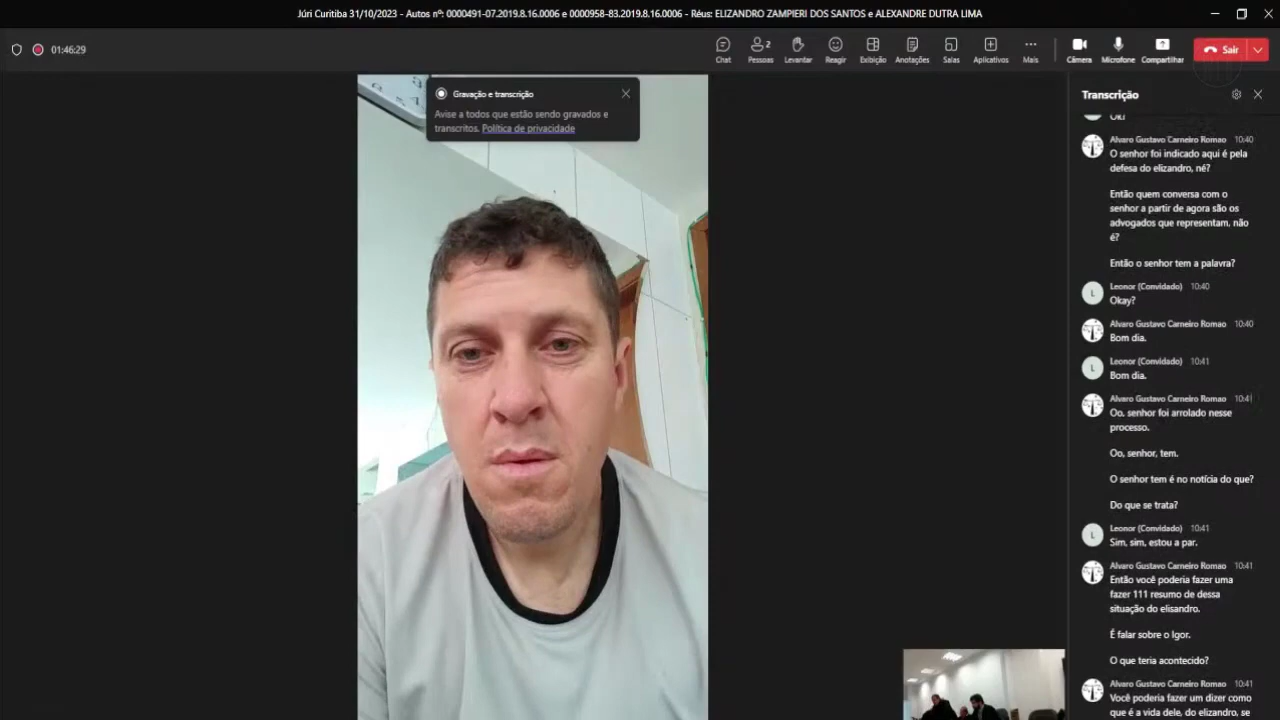 Júri Curitiba 31/10/2023 - Autos nº: 0000491-07.2019.8.16.0006 e 0000958-83.2019.8.16.0006 - Réus: ELIZANDRO ZAMPIERI DOS SANTOS e ALEXANDRE DUTRA LIMA
01:46:29
Chat
2
Pessoas
Levantar
Reagir
Exibição
Anotações
Salas
Aplicativos
Mais
Câmera
Microfone
Compartilhar
Sair
Gravação e transcrição
Avise a todos que estão sendo gravados e
transcritos. Política de privacidade
Transcrição
Ok!
Alvaro Gustavo Carneiro Romao 10:40
O senhor foi indicado aqui é pela
defesa do elizandro, né?
Então quem conversa com o
senhor a partir de agora são os
advogados que representam, não
é?
Então o senhor tem a palavra?
L
Leonor (Convidado) 10:40
Okay?
Alvaro Gustavo Carneiro Romao 10:40
Bom dia.
L
Leonor (Convidado) 10:41
Bom dia.
Alvaro Gustavo Carneiro Romao 10:41
Oo, senhor foi arrolado nesse
processo.
Oo, senhor, tem.
O senhor tem é no notícia do que?
Do que se trata?
L
Leonor (Convidado) 10:41
Sim, sim, estou a par.
Alvaro Gustavo Carneiro Romao 10:41
Então você poderia fazer uma
fazer 111 resumo de dessa
situação do elisandro.
É falar sobre o Igor.
O que teria acontecido?
Alvaro Gustavo Carneiro Romao 10:41
Você poderia fazer um dizer como
que é a vida dele, do elizandro, se